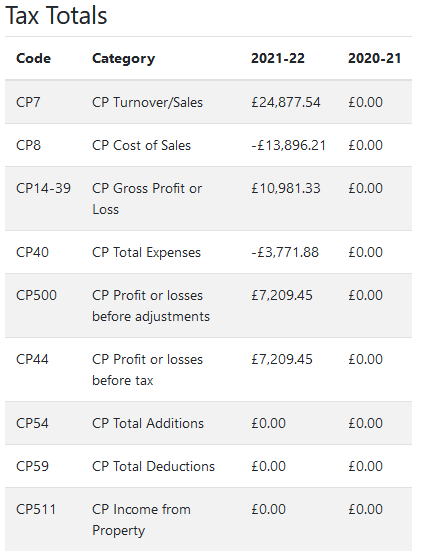 Tax Totals
Code Category 2021-22 2020-21
CP7 CP Turnover/Sales £24,877.54 £0.00
CP8 CP Cost of Sales -£13,896.21 £0.00
CP14-39 CP Gross Profit or £10,981.33 £0.00
Loss
CP40 CP Total Expenses -£3,771.88 £0.00
CP500 CP Profit or losses £7,209.45 £0.00
before adjustments
CP44 CP Profit or losses £7,209.45 £0.00
before tax
CP54 CP Total Additions £0.00 £0.00
CP59 CP Total Deductions £0.00 £0.00
CP511 CP Income from £0.00 £0.00
Property